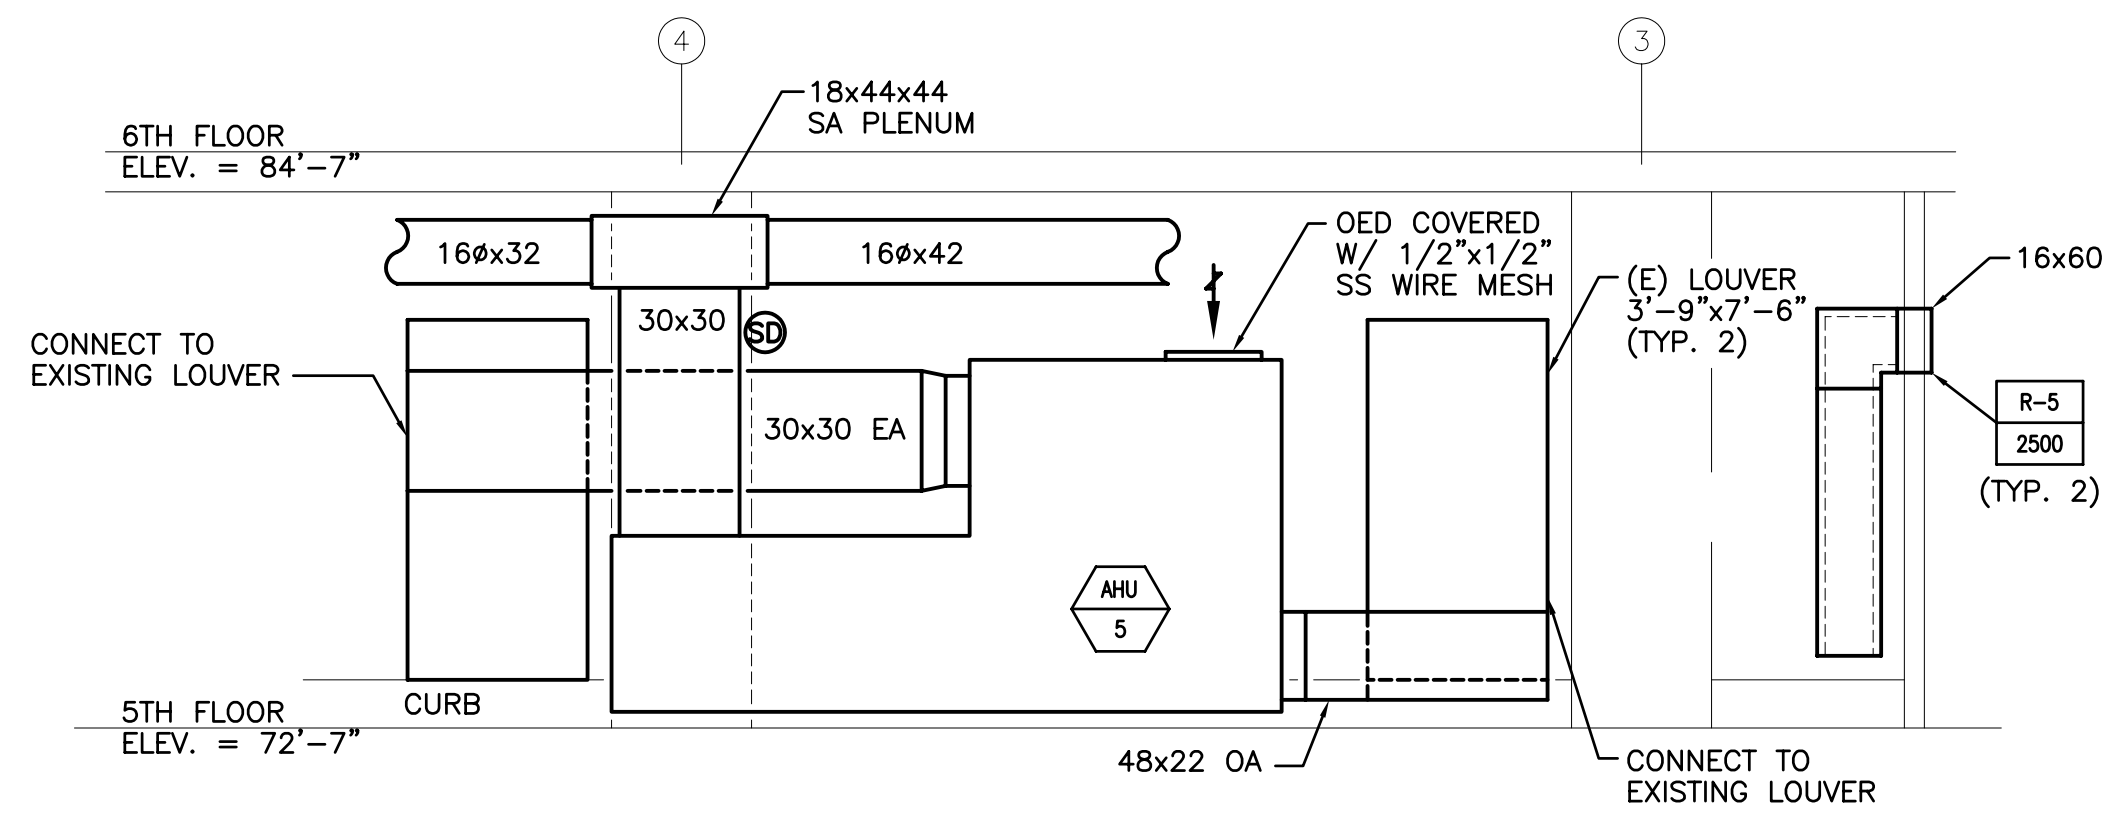 4
3
18x44x44
SA PLENUM
6TH FLOOR
ELEV. = 84'-7"
16øx32
16øx42
OED COVERED
W/ 1/2"x1/2"
SS WIRE MESH
(E) LOUVER
3'-9"x7'-6"
(TYP. 2)
16x60
30x30
SD
CONNECT TO
EXISTING LOUVER
30x30 EA
R-5
2500
(TYP. 2)
AHU
5
CURB
5TH FLOOR
ELEV. = 72'-7"
48x22 OA
CONNECT TO
EXISTING LOUVER